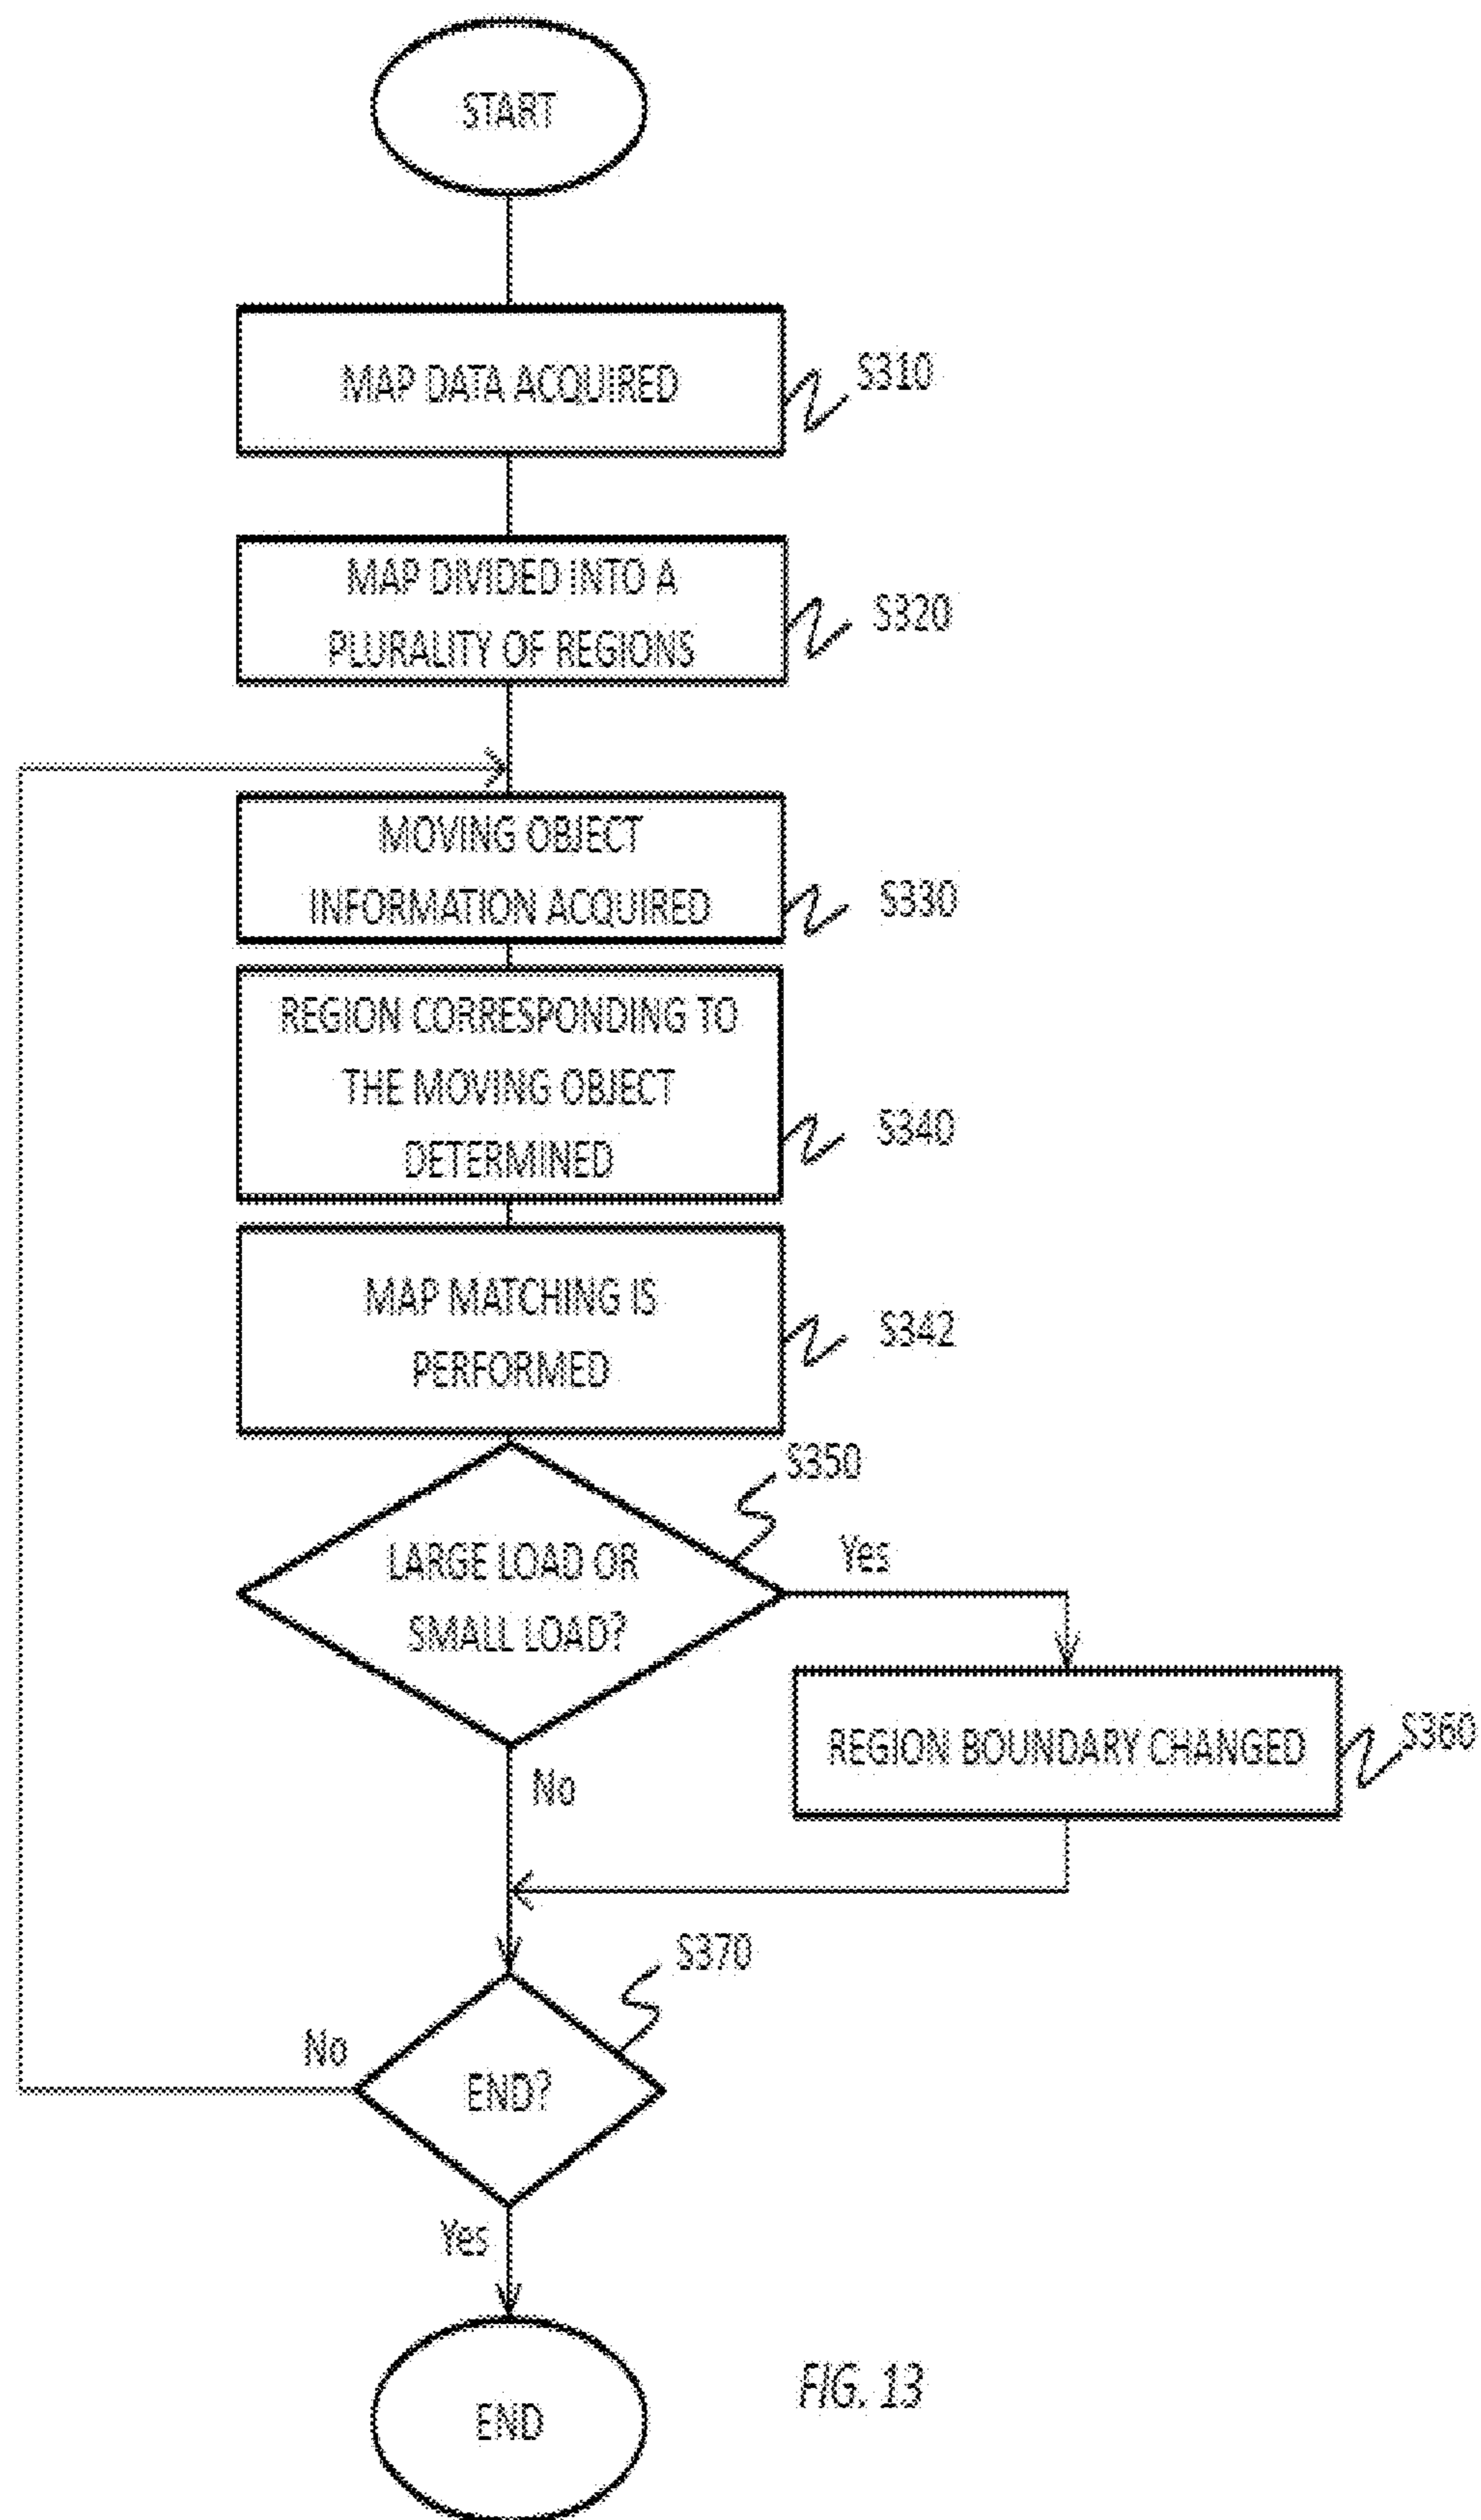 START
MAP DATA ACQUIRED
S310
MAP DIVIDED INTO A
PLURALITY OF REGIONS
S320
MOVING OBJECT
INFORMATION ACQUIRED
S330
REGION CORRESPONDING TO
THE MOVING OBJECT
DETERMINED
S340
MAP MATCHING IS
PERFORMED
S342
S350
LARGE LOAD OR
SMALL LOAD?
Yes
REGION BOUNDARY CHANGED
S360
No
S370
No
END?
Yes
END
FIG. 13